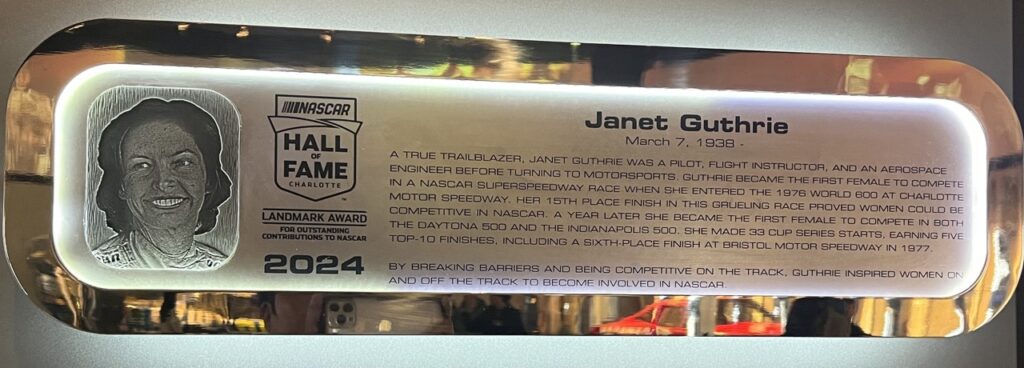 NASCAR
HALL
OF
FAME
CHARLOTTE
LANDMARK AWARD
FOR OUTSTANDING
CONTRIBUTIONS TO NASCAR
2024
Janet Guthrie
March 7, 1938 -
A TRUE TRAILBLAZER, JANET GUTHRIE WAS A PILOT, FLIGHT INSTRUCTOR, AND AN AEROSPACE
ENGINEER BEFORE TURNING TO MOTORSPORTS. GUTHRIE BECAME THE FIRST FEMALE TO COMPETE
IN A NASCAR SUPERSPEEDWAY RACE WHEN SHE ENTERED THE 1976 WORLD 600 AT CHARLOTTE
MOTOR SPEEDWAY. HER 15TH PLACE FINISH IN THIS GRUELING RACE PROVED WOMEN COULD BE
COMPETITIVE IN NASCAR. A YEAR LATER SHE BECAME THE FIRST FEMALE TO COMPETE IN BOTH
THE DAYTONA 500 AND THE INDIANAPOLIS 500. SHE MADE 33 CUP SERIES STARTS, EARNING FIVE
TOP-10 FINISHES, INCLUDING A SIXTH-PLACE FINISH AT BRISTOL MOTOR SPEEDWAY IN 1977.
BY BREAKING BARRIERS AND BEING COMPETITIVE ON THE TRACK, GUTHRIE INSPIRED WOMEN ON
AND OFF THE TRACK TO BECOME INVOLVED IN NASCAR.